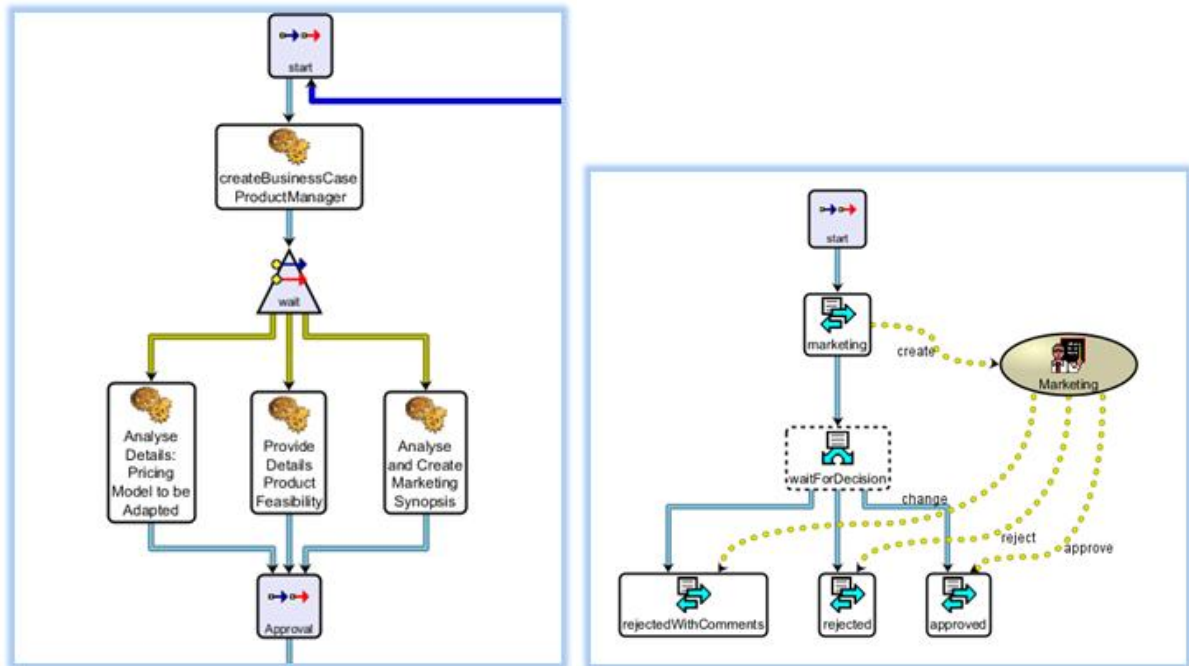 start
createBusinessCase
ProductManager
wait
Analyse
Details:
Pricing
Model to be
Adapted
Provide
Details
Product
Feasibility
Analyse
and Create
Marketing
Synopsis
Approval
start
marketing
create
Marketing
waitForDecision
change
reject
approve
rejectedWithComments
rejected
approved